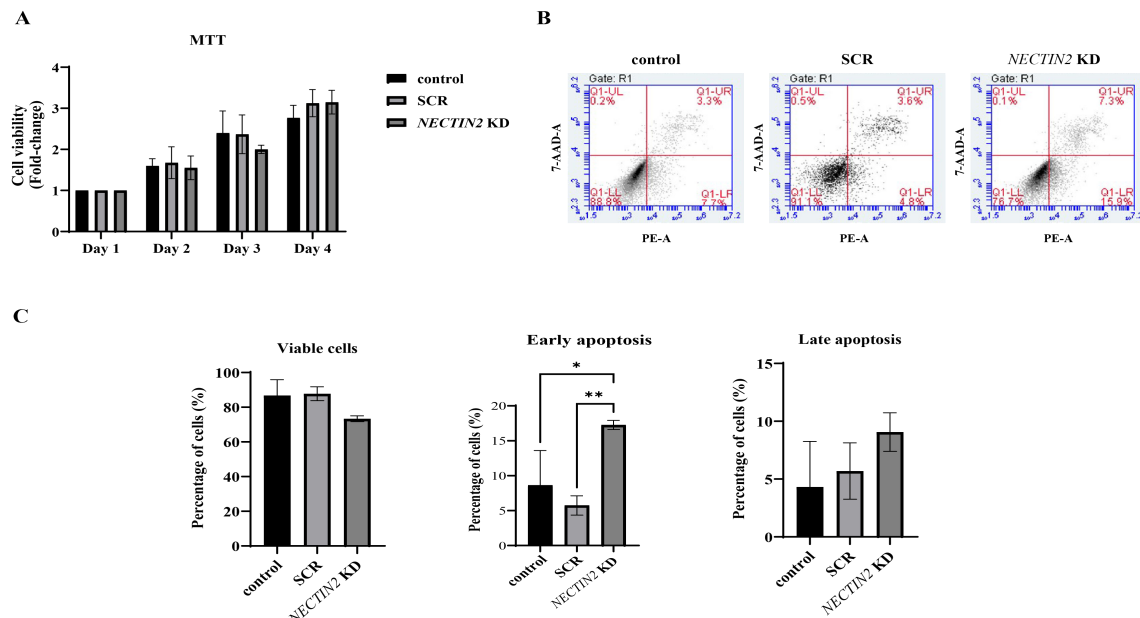 A
MTT
Cell viability
(Fold-change)
4
3
2
1
0
Day 1
Day 2
Day 3
Day 4
control
SCR
NECTIN2 KD
B
control
Gate: R1
Q1-UL
0.2%
Q1-UR
3.3%
Q1-LL
88.8%
Q1-LR
7.7%
7-AAD-A
PE-A
SCR
Gate: R1
Q1-UL
0.5%
Q1-UR
3.6%
Q1-LL
91.1%
Q1-LR
4.8%
7-AAD-A
PE-A
NECTIN2 KD
Gate: R1
Q1-UL
0.1%
Q1-UR
7.3%
Q1-LL
76.7%
Q1-LR
15.9%
7-AAD-A
PE-A
C
Viable cells
Percentage of cells (%)
100
80
60
40
20
0
control
SCR
NECTIN2 KD
Early apoptosis
*
**
Percentage of cells (%)
20
15
10
5
0
control
SCR
NECTIN2 KD
Late apoptosis
Percentage of cells (%)
15
10
5
0
control
SCR
NECTIN2 KD